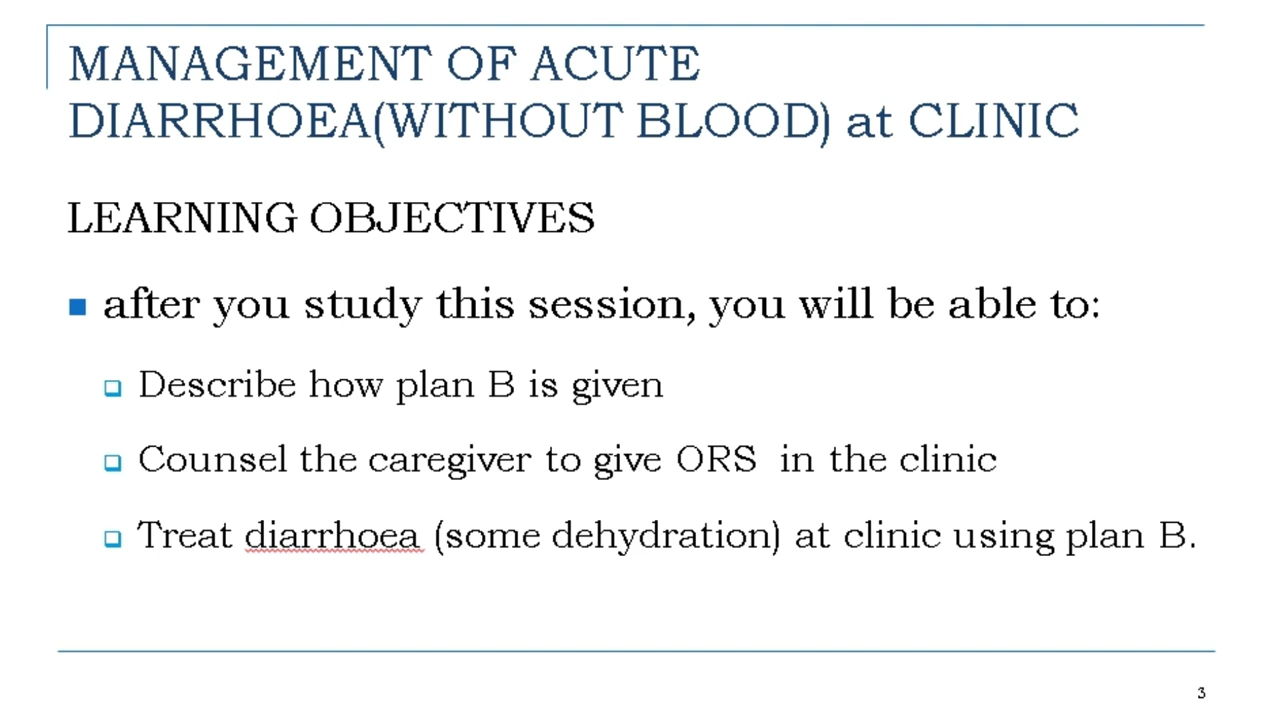 MANAGEMENT OF ACUTE
DIARRHOEA(WITHOUT BLOOD) at CLINIC
LEARNING OBJECTIVES
after you study this session, you will be able to:
Describe how plan B is given
Counsel the caregiver to give ORS in the clinic
Treat diarrhoea (some dehydration) at clinic using plan B.
3